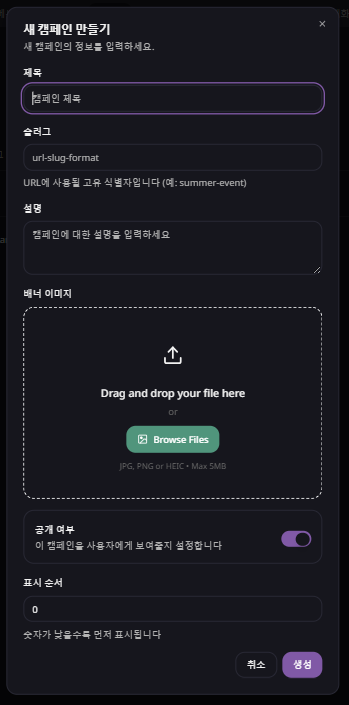 새 캠페인 만들기
새 캠페인의 정보를 입력하세요.
제목
캠페인 제목
슬러그
url-slug-format
URL에 사용될 고유 식별자입니다 (예: summer-event)
설명
캠페인에 대한 설명을 입력하세요
배너 이미지
Drag and drop your file here
or
Browse Files
JPG, PNG or HEIC • Max 5MB
공개 여부
이 캠페인을 사용자에게 보여줄지 설정합니다
표시 순서
0
숫자가 낮을수록 먼저 표시됩니다
취소
생성